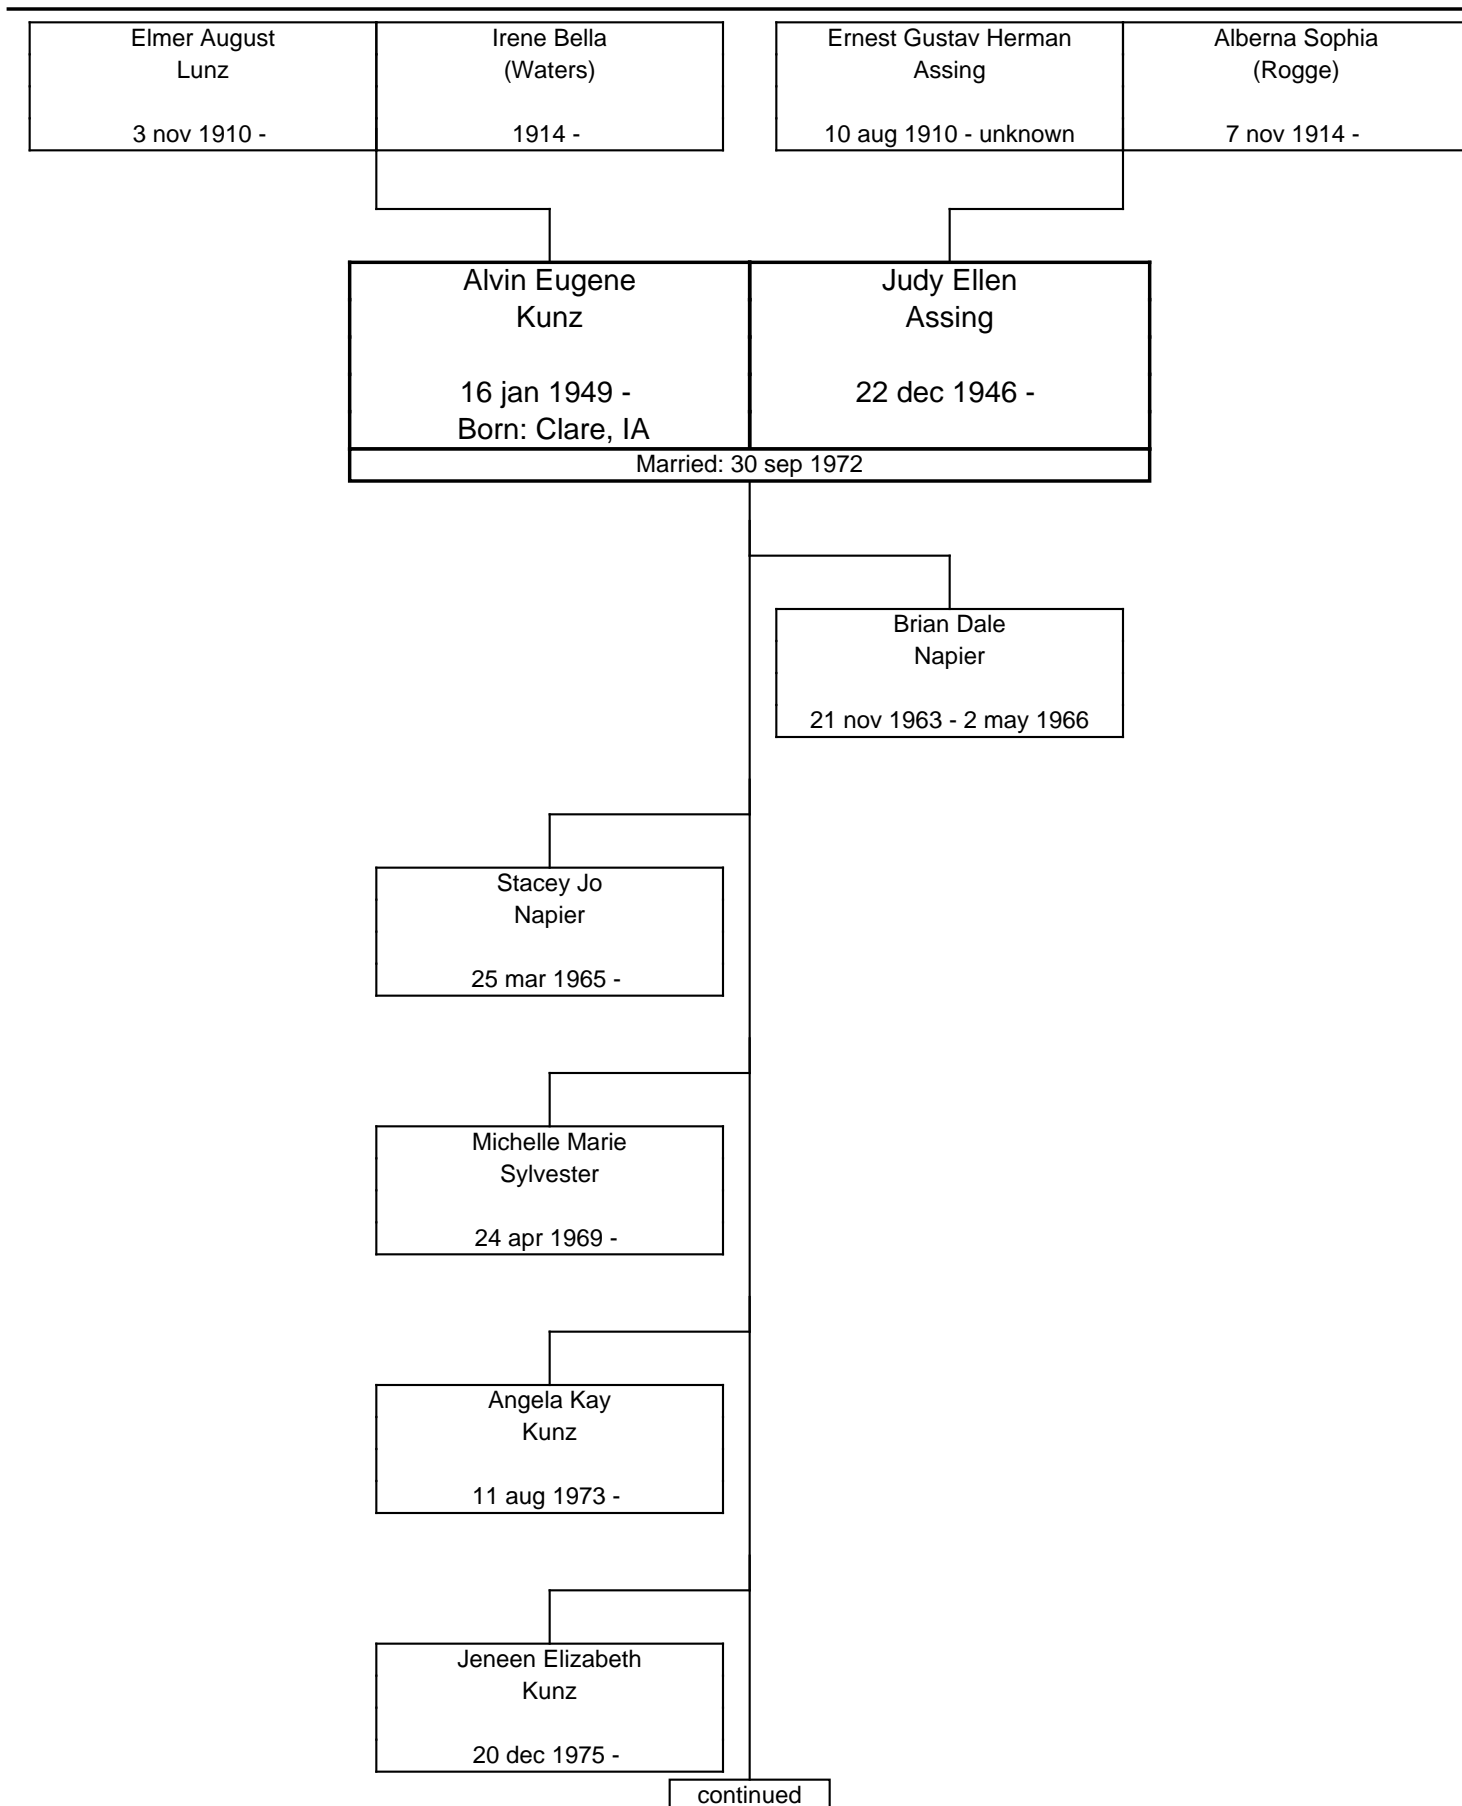 Elmer August
Lunz
3 nov 1910 -
Irene Bella
(Waters)
1914 -
Ernest Gustav Herman
Assing
10 aug 1910 - unknown
Alberna Sophia
(Rogge)
7 nov 1914 -
Alvin Eugene
Kunz
16 jan 1949 -
Born: Clare, IA
Judy Ellen
Assing
22 dec 1946 -
Married: 30 sep 1972
Brian Dale
Napier
21 nov 1963 - 2 may 1966
Stacey Jo
Napier
25 mar 1965 -
Michelle Marie
Sylvester
24 apr 1969 -
Angela Kay
Kunz
11 aug 1973 -
Jeneen Elizabeth
Kunz
20 dec 1975 -
continued